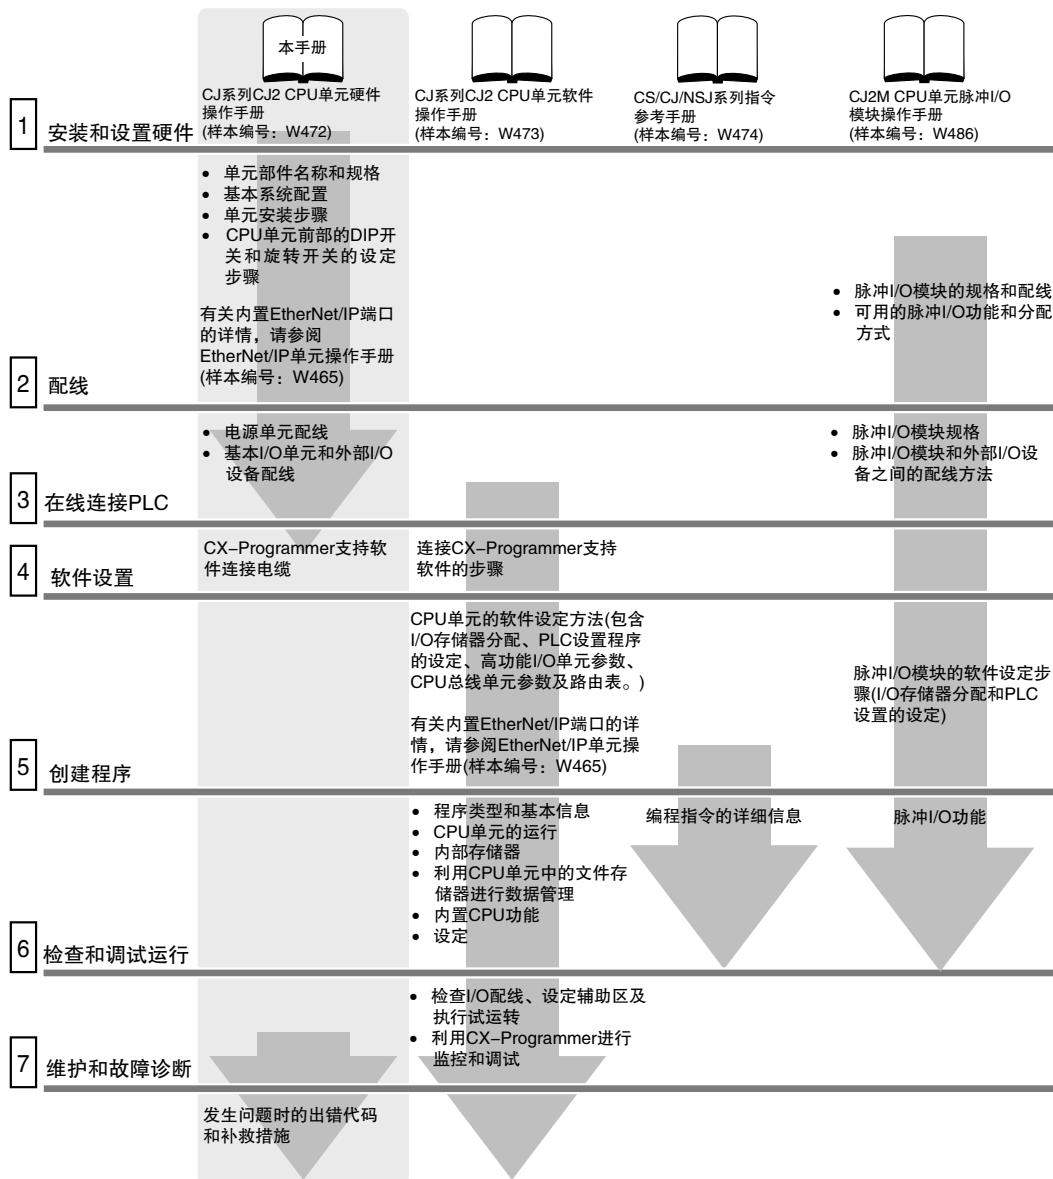 本手册
CJ系列CJ2 CPU单元硬件
操作手册
(样本编号：W472)
CJ系列CJ2 CPU单元软件
操作手册
(样本编号：W473)
CS/CJ/NSJ系列指令
参考手册
(样本编号：W474)
CJ2M CPU单元脉冲I/O
模块操作手册
(样本编号：W486)
1 安装和设置硬件
• 单元部件名称和规格
• 基本系统配置
• 单元安装步骤
• CPU单元前部的DIP开
关和旋转开关的设定
步骤
有关内置EtherNet/IP端口
的详情，请参阅
EtherNet/IP单元操作手册
(样本编号：W465)
• 脉冲I/O模块的规格和配线
• 可用的脉冲I/O功能和分配
方式
2 配线
• 电源单元配线
• 基本I/O单元和外部I/O
设备配线
• 脉冲I/O模块规格
• 脉冲I/O模块和外部I/O设
备之间的配线方法
3 在线连接PLC
CX−Programmer支持软
件连接电缆
连接CX−Programmer支持
软件的步骤
4 软件设置
CPU单元的软件设定方法(包含
I/O存储器分配、PLC设置程序
的设定、高功能I/O单元参数、
CPU总线单元参数及路由表。)
有关内置EtherNet/IP端口的详
情，请参阅EtherNet/IP单元操
作手册(样本编号：W465)
脉冲I/O模块的软件设定步
骤(I/O存储器分配和PLC
设置的设定)
5 创建程序
• 程序类型和基本信息
• CPU单元的运行
• 内部存储器
• 利用CPU单元中的文件存
储器进行数据管理
• 内置CPU功能
• 设定
编程指令的详细信息
脉冲I/O功能
6 检查和调试运行
• 检查I/O配线、设定辅助区及
执行试运转
• 利用CX−Programmer进行
监控和调试
7 维护和故障诊断
发生问题时的出错代码
和补救措施